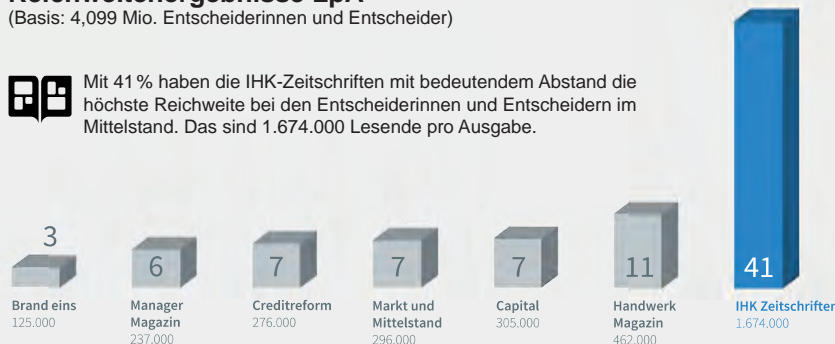 Reichweitenergebnisse LpA
(Basis: 4,099 Mio. Entscheiderinnen und Entscheider)
Mit 41 % haben die IHK-Zeitschriften mit bedeutendem Abstand die
höchste Reichweite bei den Entscheiderinnen und Entscheidern im
Mittelstand. Das sind 1.674.000 Lesende pro Ausgabe.
3
Brand eins
125.000
6
Manager
Magazin
237.000
7
Creditreform
276.000
7
Markt und
Mittelstand
296.000
7
Capital
305.000
11
Handwerk
Magazin
462.000
41
IHK Zeitschriften
1.674.000